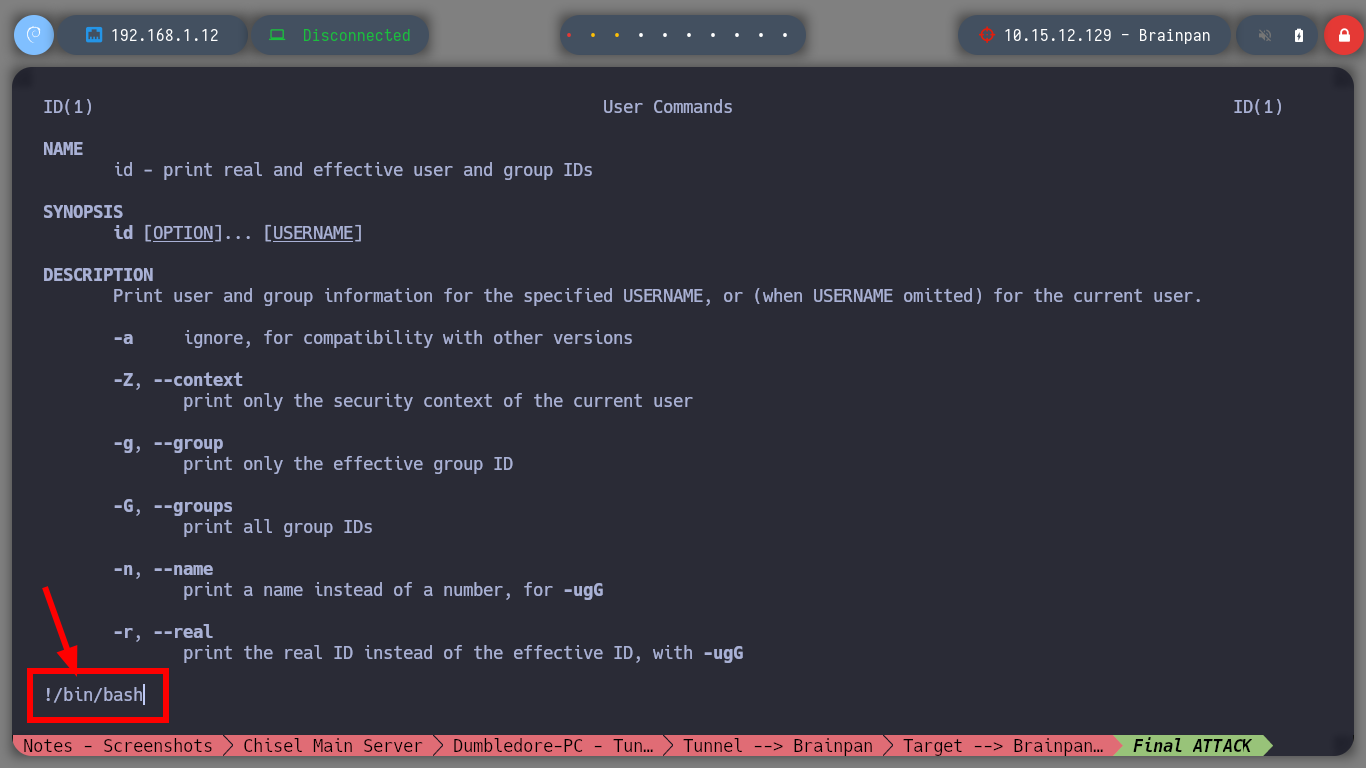 192.168.1.12 Disconnected 10.15.12.129 - Brainpan
ID(1) User Commands ID(1)
NAME
id - print real and effective user and group IDs
SYNOPSIS
id [OPTION]... [USERNAME]
DESCRIPTION
Print user and group information for the specified USERNAME, or (when USERNAME omitted) for the current user.
-a ignore, for compatibility with other versions
-Z, --context
print only the security context of the current user
-g, --group
print only the effective group ID
-G, --groups
print all group IDs
-n, --name
print a name instead of a number, for -ugG
-r, --real
print the real ID instead of the effective ID, with -ugG
!/bin/bash
Notes - Screenshots Chisel Main Server Dumbledore-PC - Tun… Tunnel --> Brainpan Target --> Brainpan… Final ATTACK